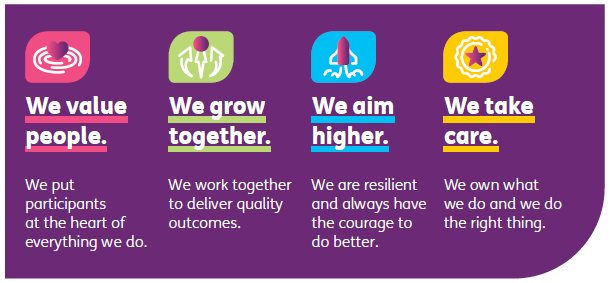 We value
people.
We put
participants
at the heart of
everything we do.
We grow
together.
We work together
to deliver quality
outcomes.
We aim
higher.
We are resilient
and always have
the courage to
do better.
We take
care.
We own what
we do and we do
the right thing.